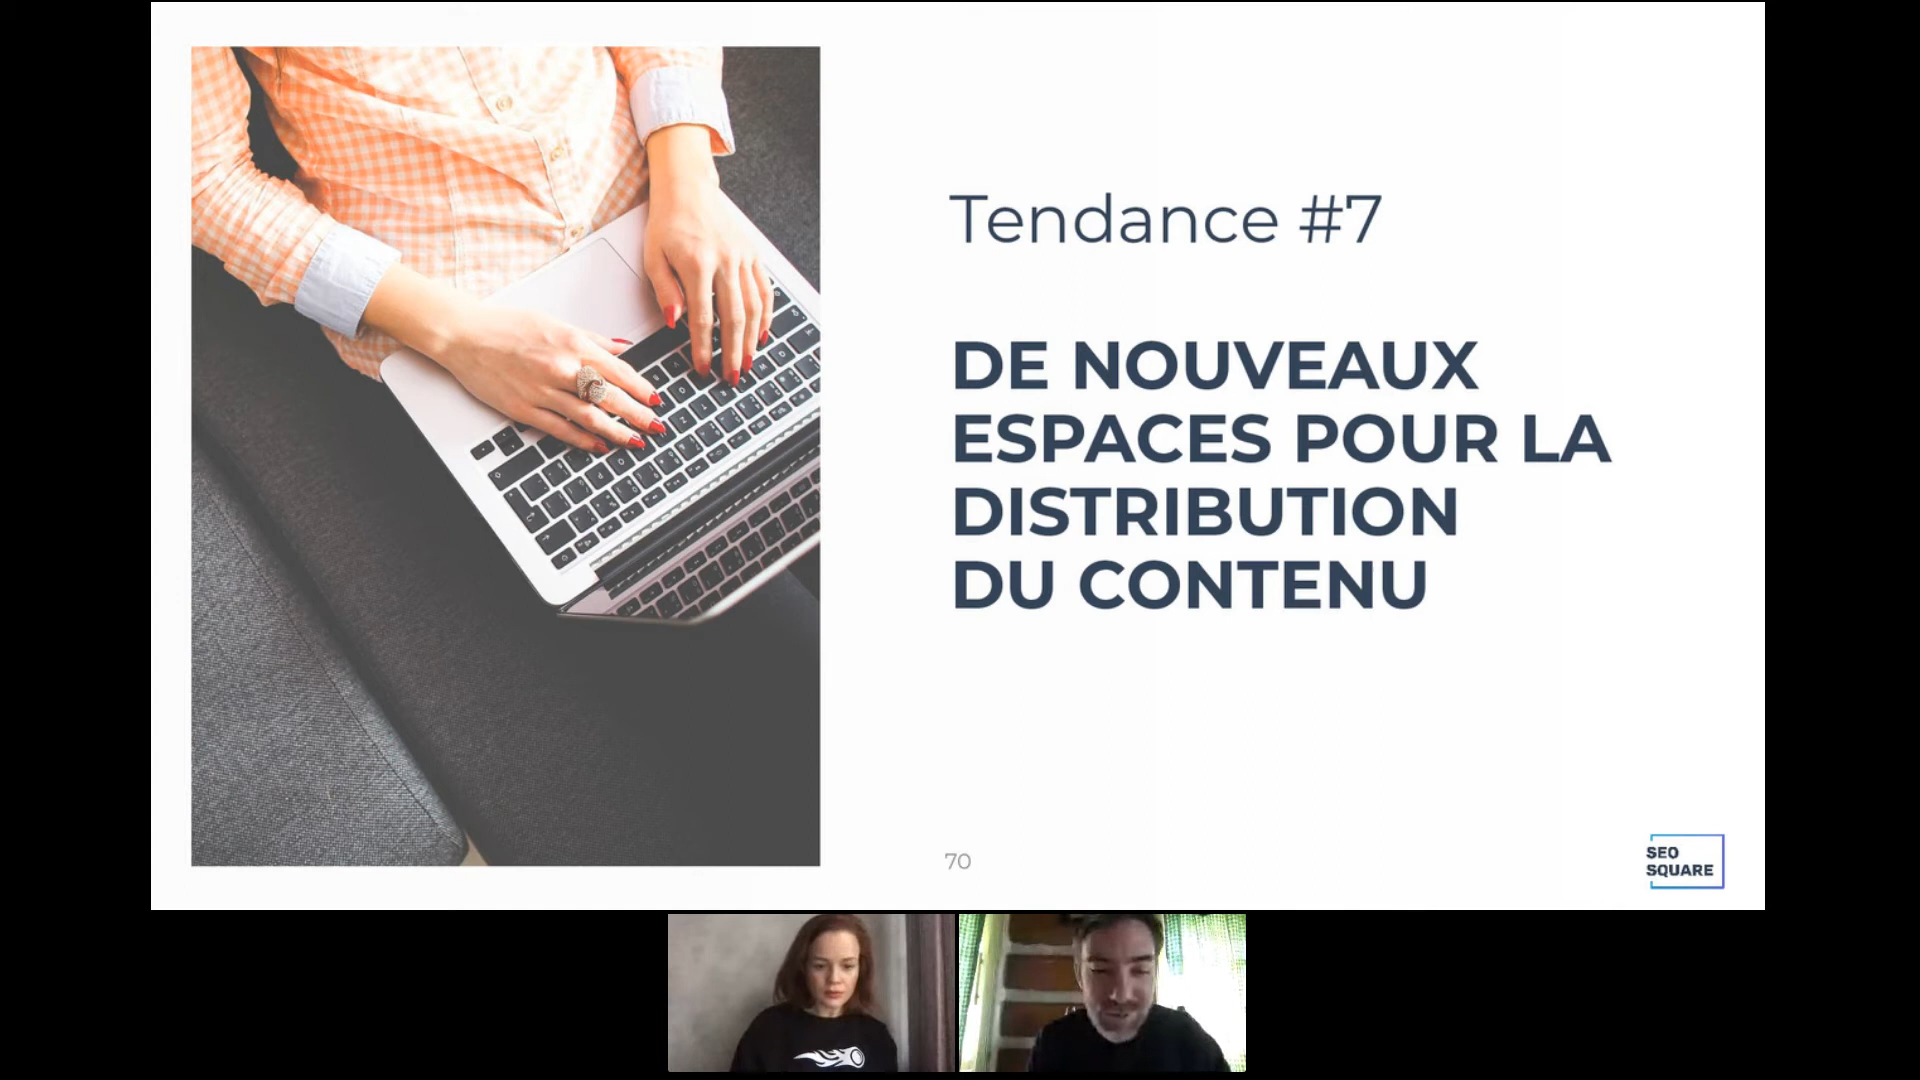 Tendance #7
DE NOUVEAUX
ESPACES POUR LA
DISTRIBUTION
DU CONTENU
70
SEO
SQUARE